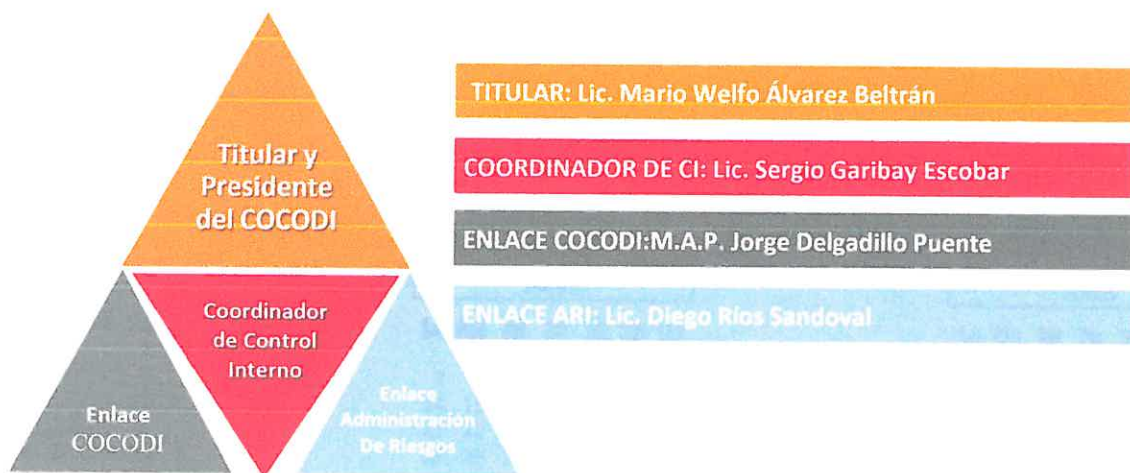 Titular y
Presidente
del COCODI
Coordinador
de Control
Interno
Enlace
COCODI
Enlace
Administración
De Riesgos
TITULAR: Lic. Mario Welfo Álvarez Beltrán
COORDINADOR DE CI: Lic. Sergio Garibay Escobar
ENLACE COCODI:M.A.P. Jorge Delgadillo Puente
ENLACE ARI: Lic. Diego Ríos Sandoval